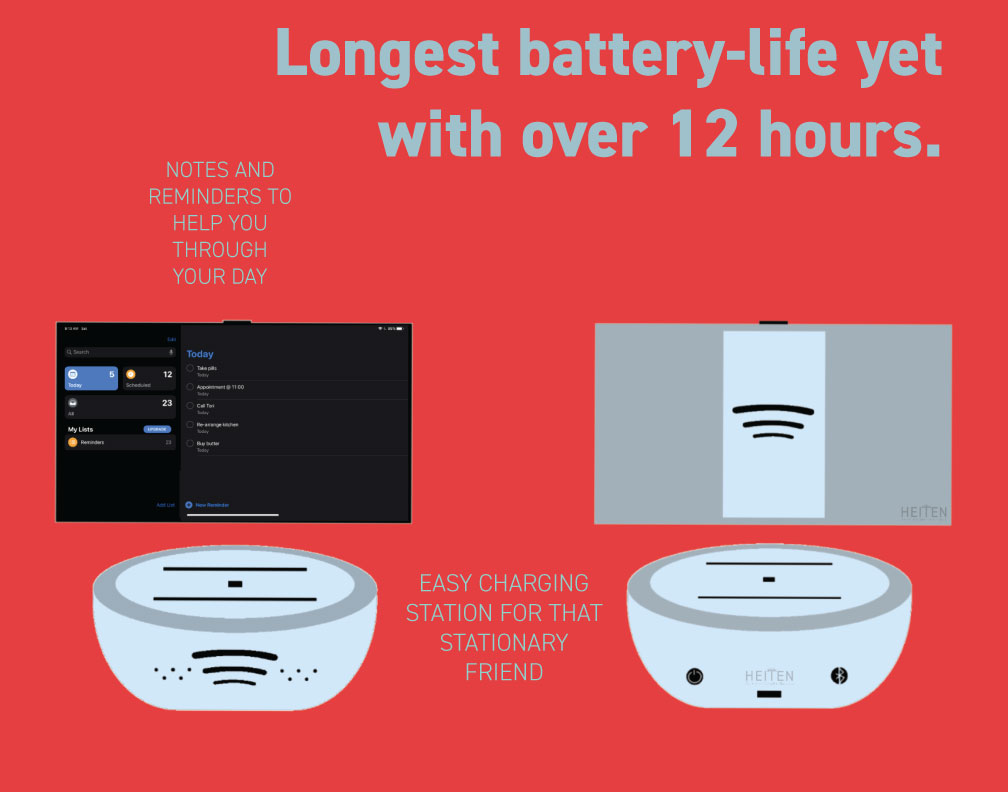 Longest battery-life yet
with over 12 hours.
NOTES AND
REMINDERS TO
HELP YOU
THROUGH
YOUR DAY
Edit
Search
5
Today
12
Scheduled
23
All
My Lists
UPGRADE
Reminders
23
Add List
Today
Take pills
Today
Appointment @ 11:00
Today
Call Tori
Today
Re-arrange kitchen
Today
Buy butter
Today
New Reminder
HEITEN
EASY CHARGING
STATION FOR THAT
STATIONARY
FRIEND
HEITEN